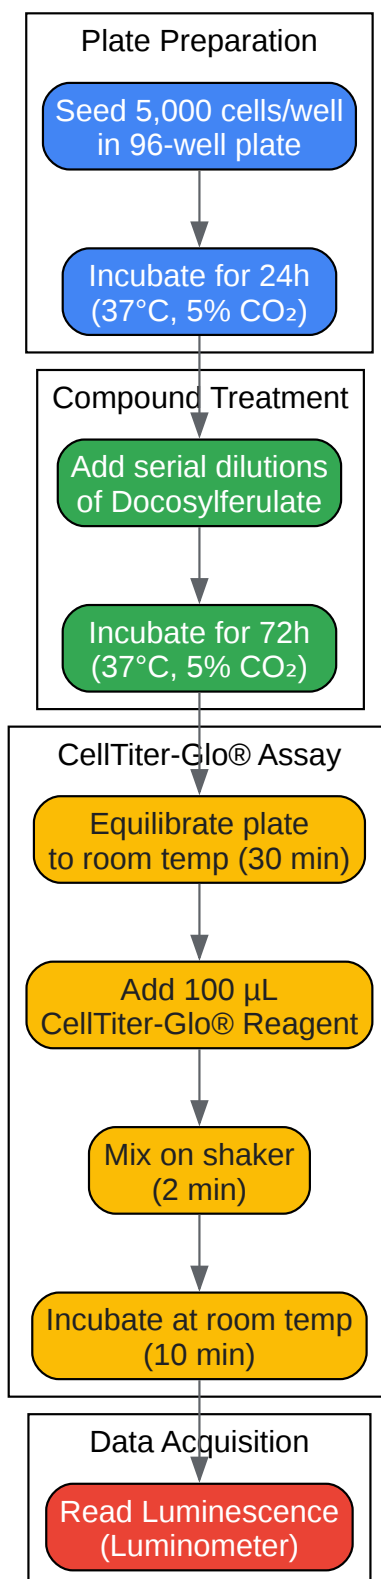 Plate Preparation
Seed 5,000 cells/well
in 96-well plate
Incubate for 24h
(37°C, 5% CO₂)
Compound Treatment
Add serial dilutions
of Docosylferulate
Incubate for 72h
(37°C, 5% CO₂)
CellTiter-Glo® Assay
Equilibrate plate
to room temp (30 min)
Add 100 µL
CellTiter-Glo® Reagent
Mix on shaker
(2 min)
Incubate at room temp
(10 min)
Data Acquisition
Read Luminescence
(Luminometer)